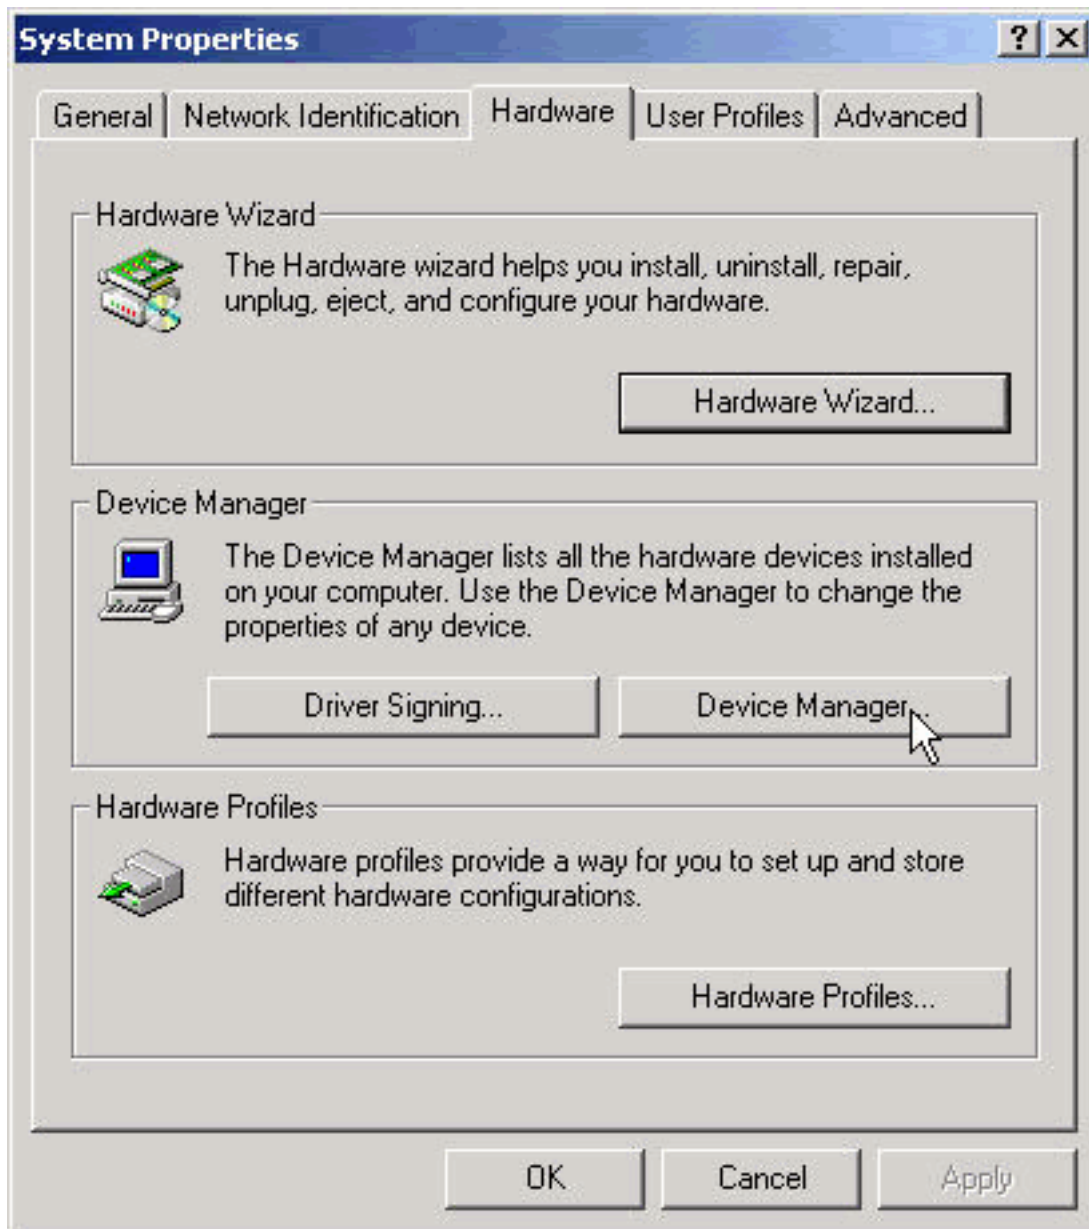 System Properties
General
Network Identification
Hardware
User Profiles
Advanced
Hardware Wizard
The Hardware wizard helps you install, uninstall, repair,
unplug, eject, and configure your hardware.
Hardware Wizard...
Device Manager
The Device Manager lists all the hardware devices installed
on your computer. Use the Device Manager to change the
properties of any device.
Driver Signing...
Device Manager...
Hardware Profiles
Hardware profiles provide a way for you to set up and store
different hardware configurations.
Hardware Profiles...
OK
Cancel
Apply